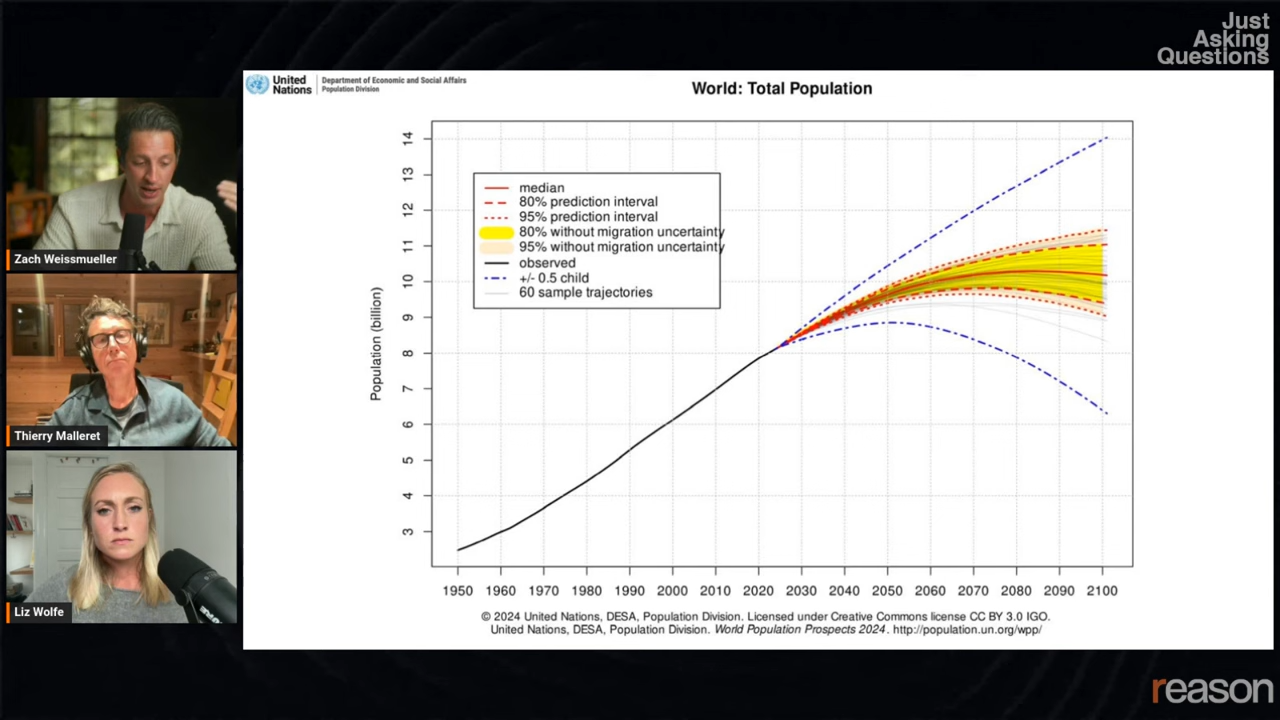 Just
Asking
Questions
United
Nations
Department of Economic and Social Affairs
Population Division
World: Total Population
median
80% prediction interval
95% prediction interval
80% without migration uncertainty
95% without migration uncertainty
observed
+/- 0.5 child
60 sample trajectories
Population (billion)
14
13
12
11
10
9
8
7
6
5
4
3
1950 1960 1970 1980 1990 2000 2010 2020 2030 2040 2050 2060 2070 2080 2090 2100
© 2024 United Nations, DESA, Population Division. Licensed under Creative Commons license CC BY 3.0 IGO.
United Nations, DESA, Population Division. World Population Prospects 2024. http://population.un.org/wpp/
Zach Weissmueller
Thierry Malleret
Liz Wolfe
reason